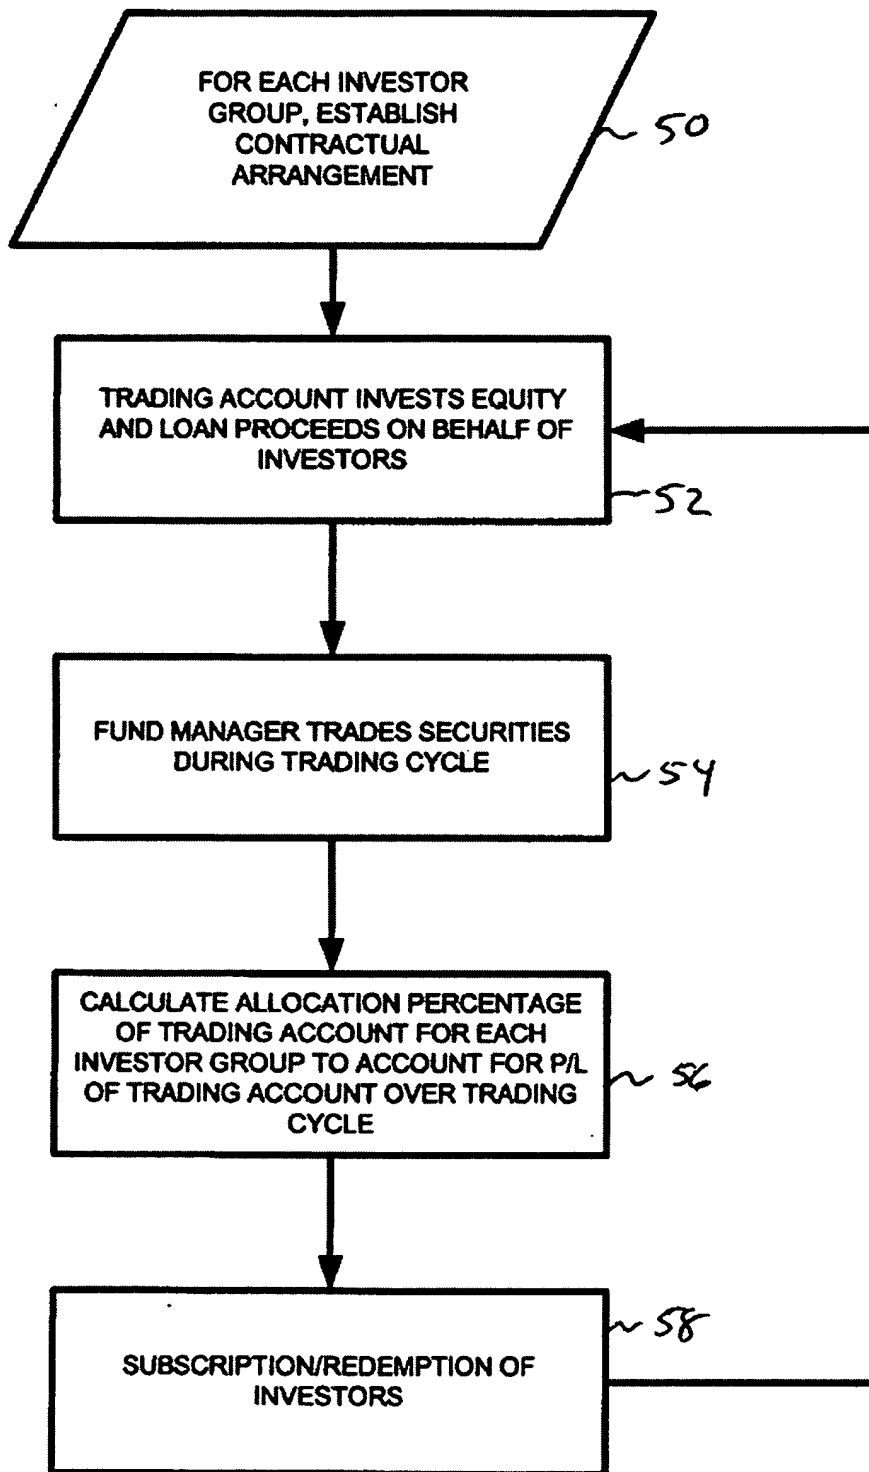 FOR EACH INVESTOR
GROUP, ESTABLISH
CONTRACTUAL
ARRANGEMENT
50
TRADING ACCOUNT INVESTS EQUITY
AND LOAN PROCEEDS ON BEHALF OF
INVESTORS
52
FUND MANAGER TRADES SECURITIES
DURING TRADING CYCLE
54
CALCULATE ALLOCATION PERCENTAGE
OF TRADING ACCOUNT FOR EACH
INVESTOR GROUP TO ACCOUNT FOR P/L
OF TRADING ACCOUNT OVER TRADING
CYCLE
56
58
SUBSCRIPTION/REDEMPTION OF
INVESTORS